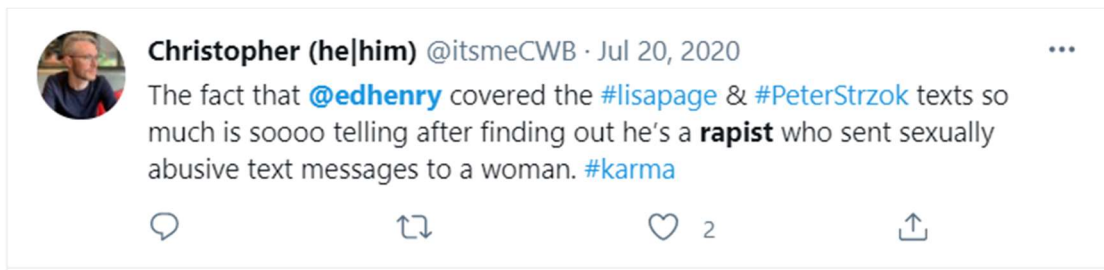 Christopher (he|him) @itsmeCWB · Jul 20, 2020
The fact that @edhenry covered the #lisapage & #PeterStrzok texts so
much is soooo telling after finding out he's a rapist who sent sexually
abusive text messages to a woman. #karma
2